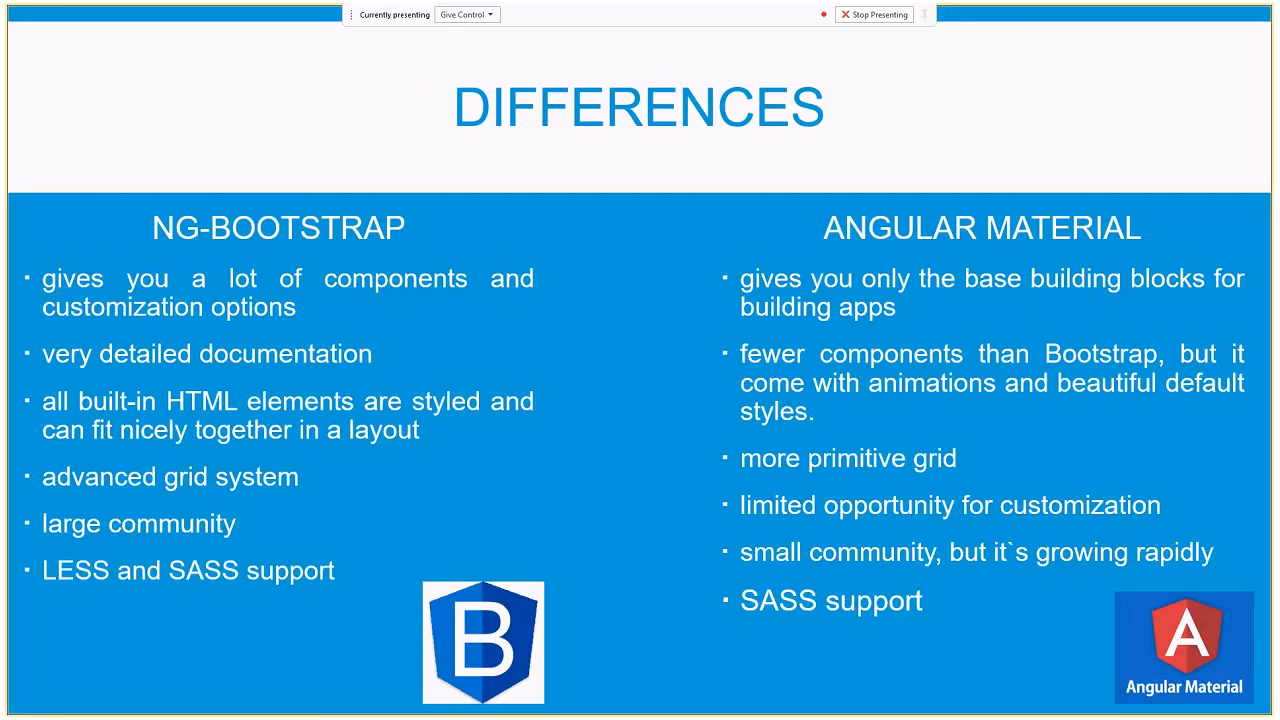 Currently presenting
Give Control
Stop Presenting
DIFFERENCES
NG-BOOTSTRAP
· gives you a lot of components and
customization options
· very detailed documentation
· all built-in HTML elements are styled and
can fit nicely together in a layout
· advanced grid system
· large community
· LESS and SASS support
B
ANGULAR MATERIAL
· gives you only the base building blocks for
building apps
· fewer components than Bootstrap, but it
come with animations and beautiful default
styles.
· more primitive grid
· limited opportunity for customization
· small community, but it`s growing rapidly
· SASS support
A
Angular Material